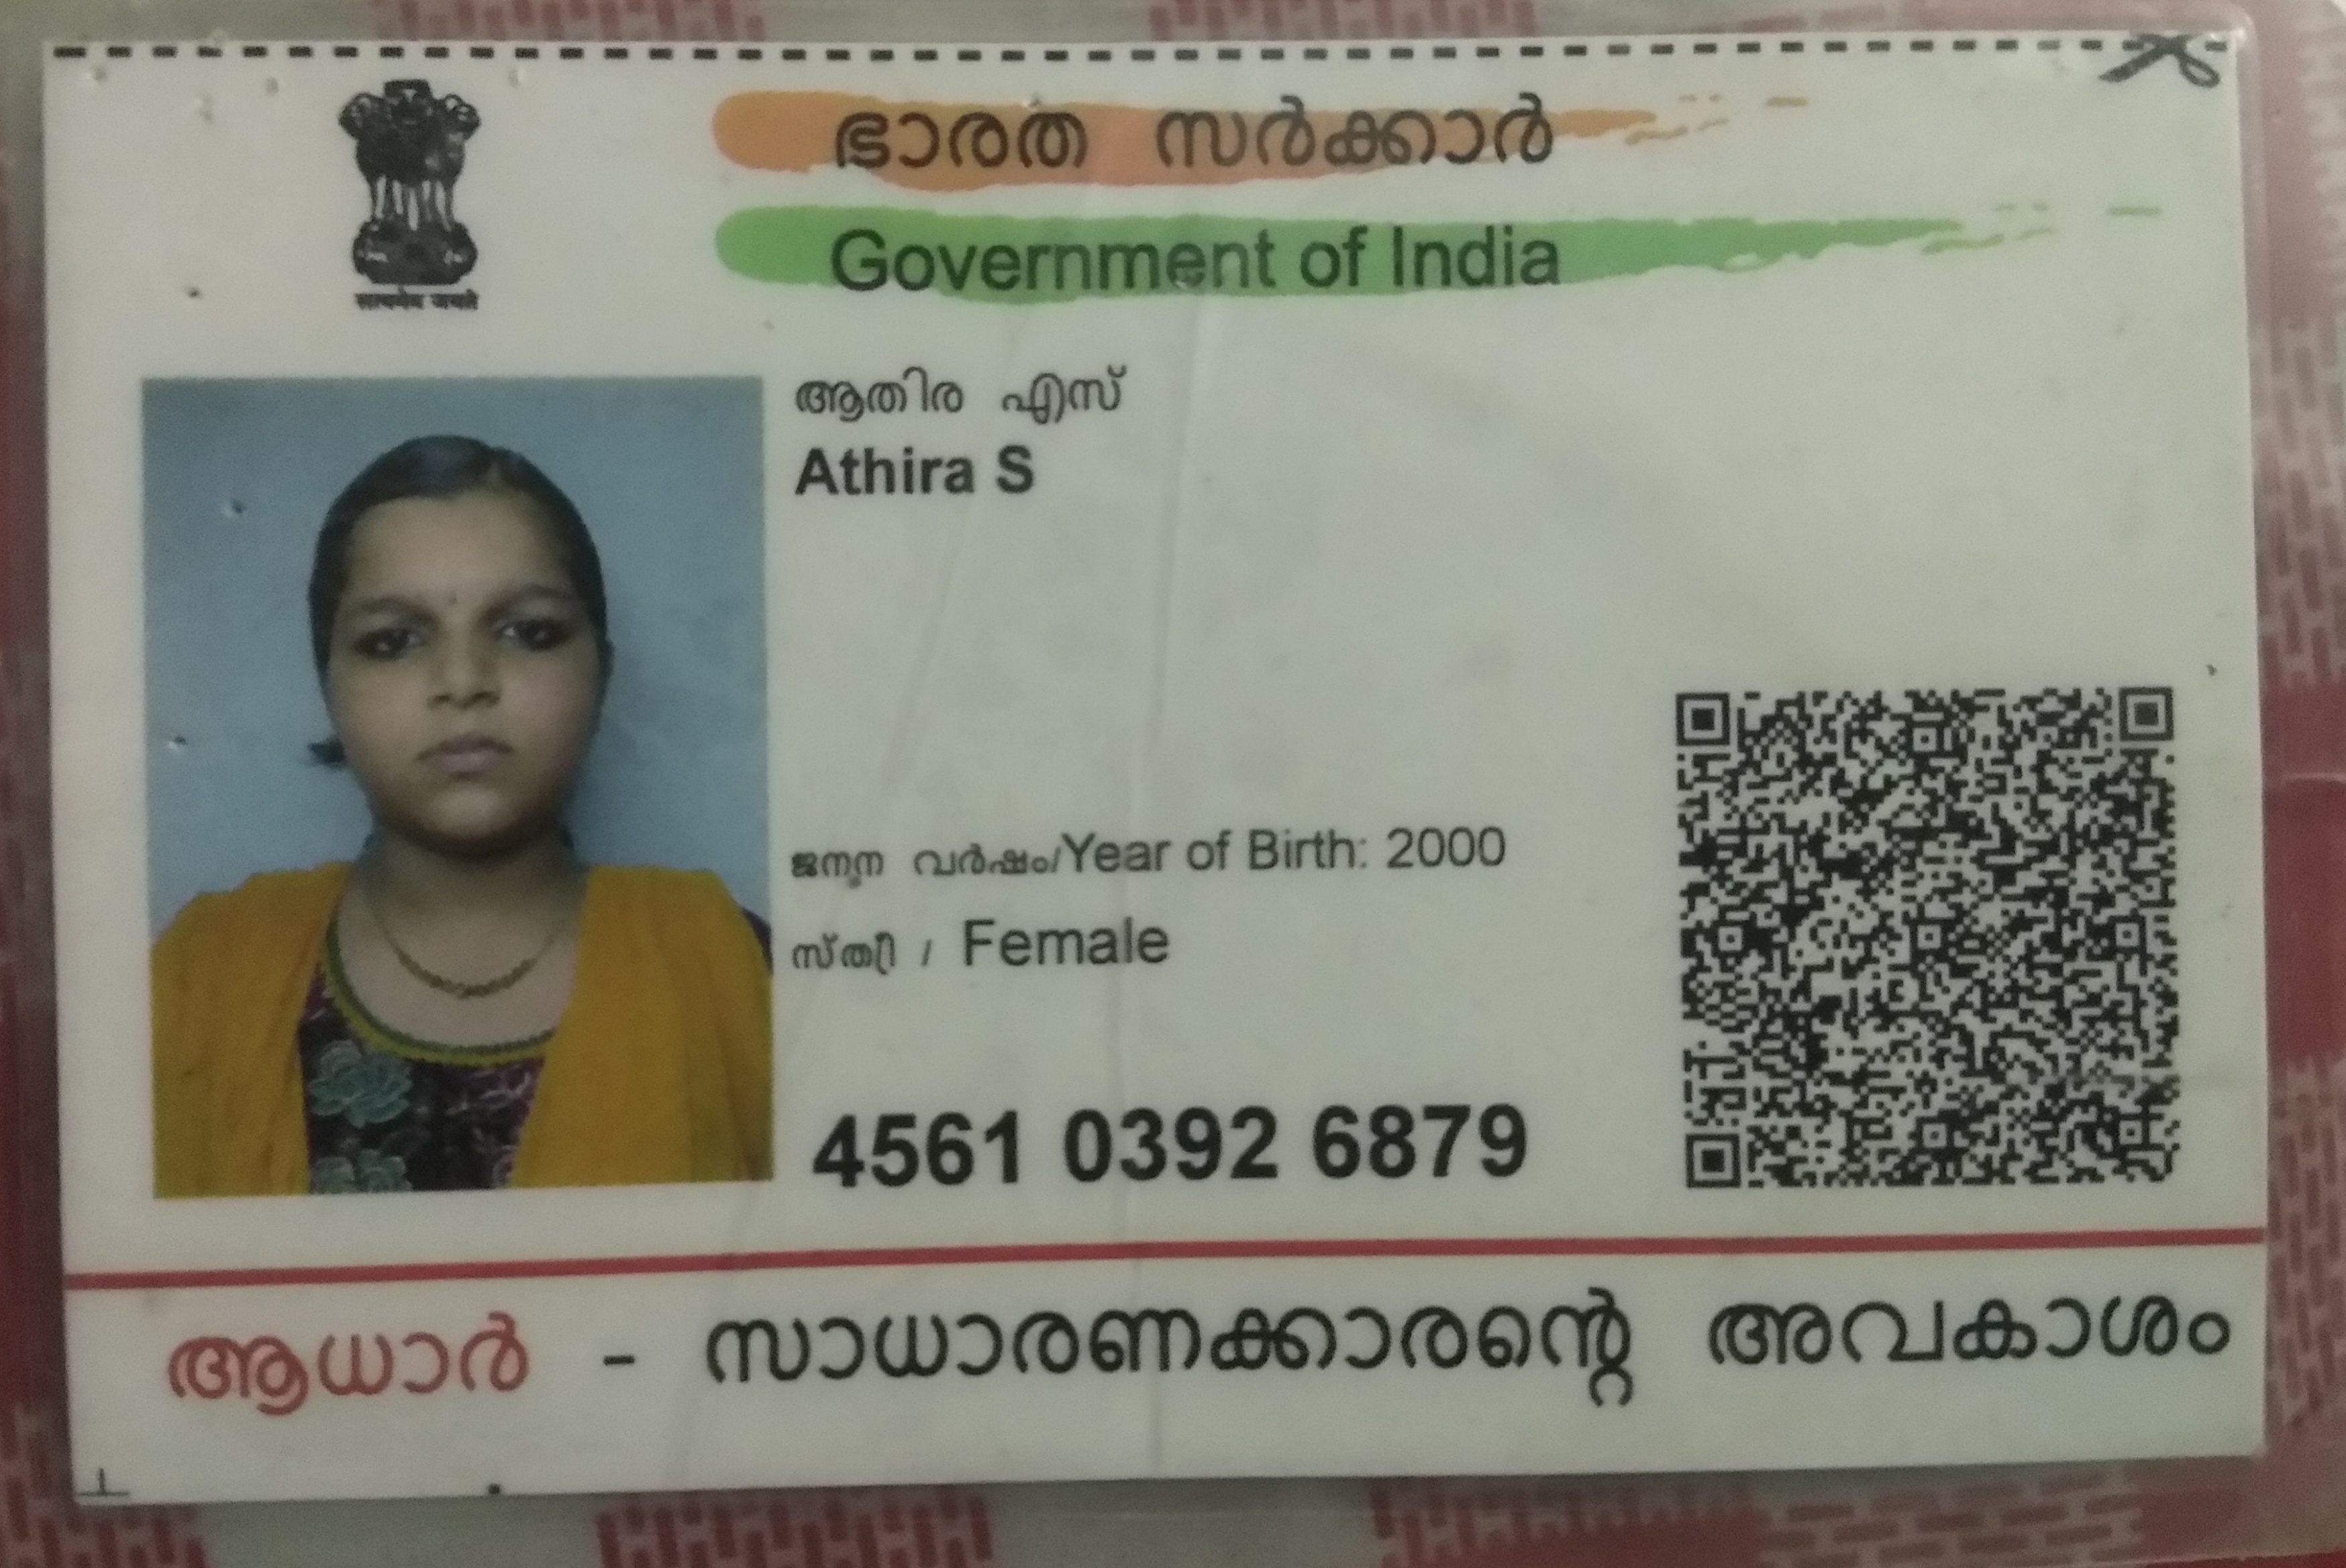 ഭാരത സർക്കാർ
Government of India
सत्यमेव जयते
ആതിര എസ്
Athira S
ജനന വർഷം/Year of Birth: 2000
സ്ത്രീ / Female
4561 0392 6879
ആധാർ - സാധാരണക്കാരന്റെ അവകാശം